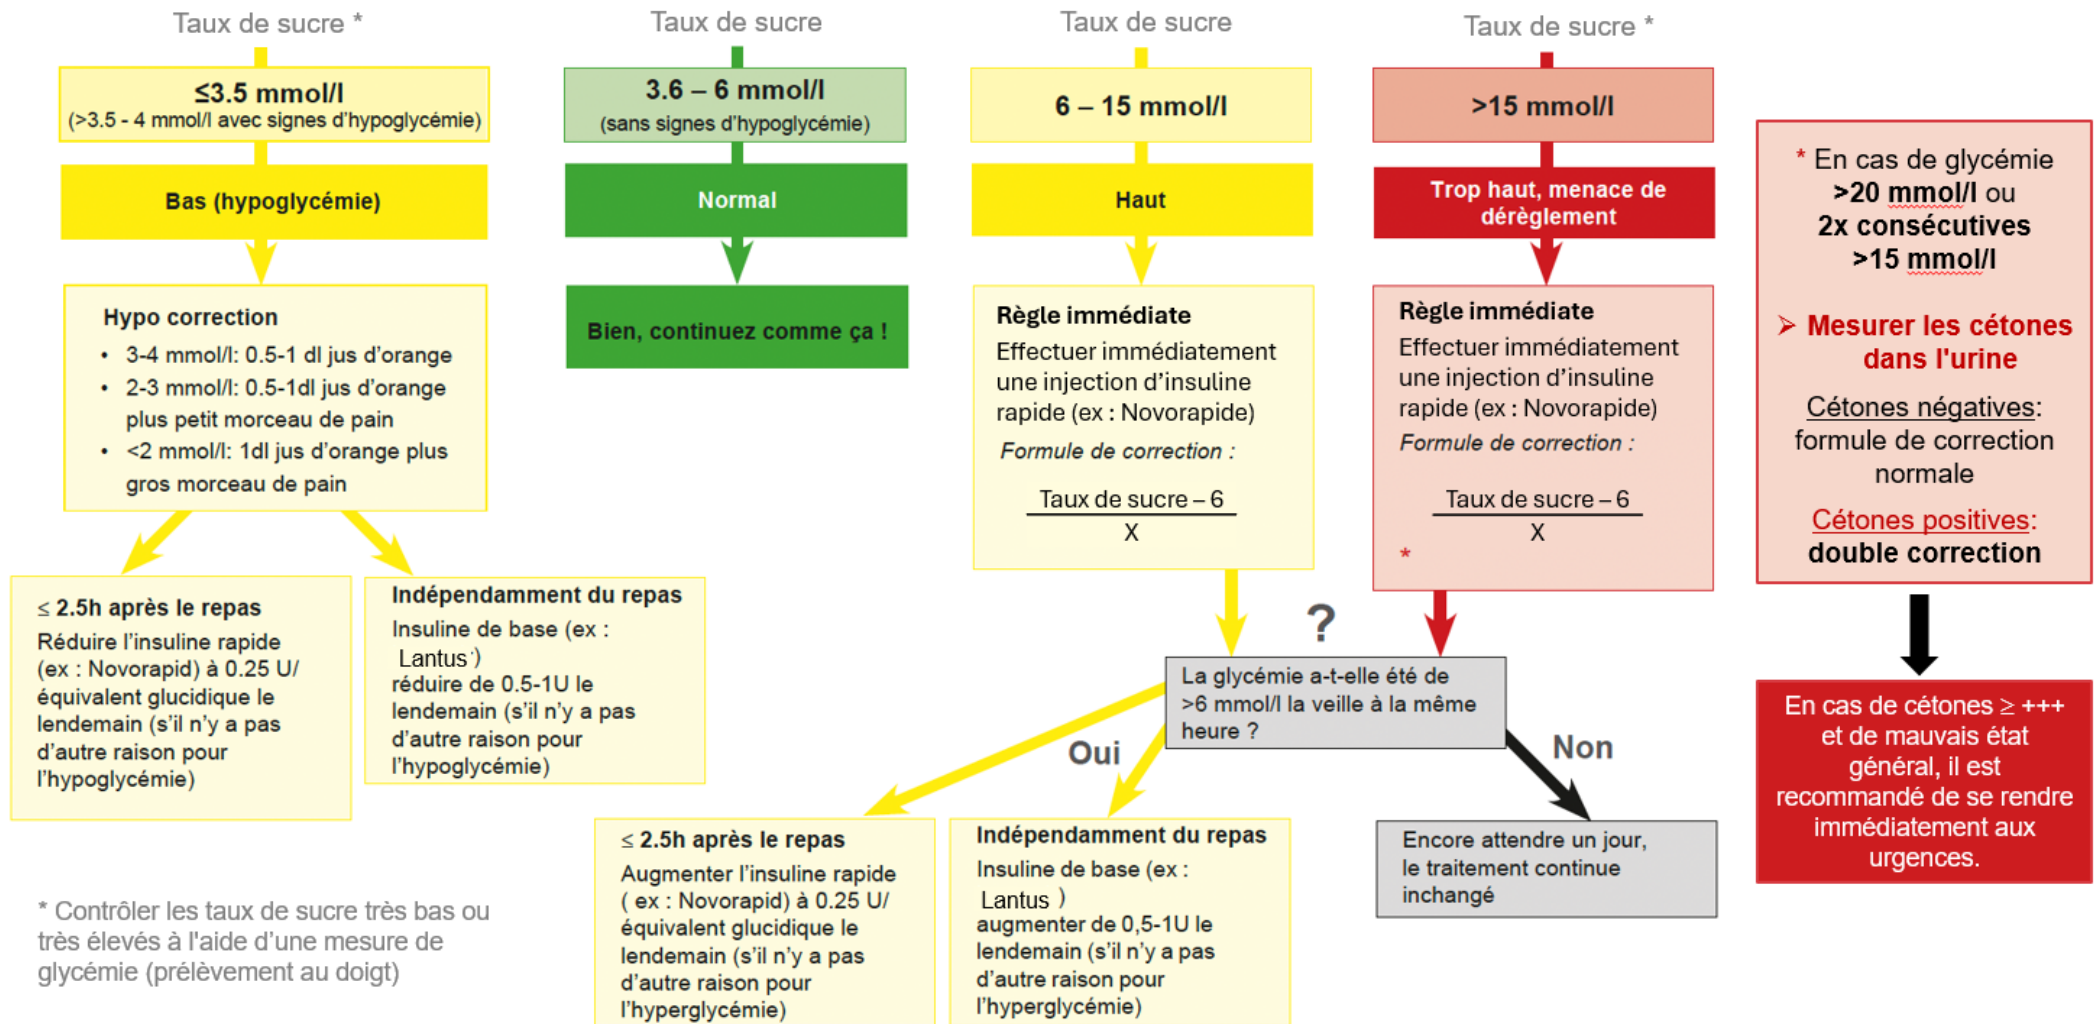 Taux de sucre *
≤3.5 mmol/l
(>3.5 - 4 mmol/l avec signes d'hypoglycémie)
Bas (hypoglycémie)
Hypo correction
• 3-4 mmol/l: 0.5-1 dl jus d'orange
• 2-3 mmol/l: 0.5-1dl jus d'orange
plus petit morceau de pain
• <2 mmol/l: 1dl jus d'orange plus
gros morceau de pain
≤ 2.5h après le repas
Réduire l'insuline rapide
(ex : Novorapid) à 0.25 U/
équivalent glucidique le
lendemain (s'il n'y a pas
d'autre raison pour
l'hypoglycémie)
Indépendamment du repas
Insuline de base (ex :
Lantus )
réduire de 0.5-1U le
lendemain (s'il n'y a pas
d'autre raison pour
l'hypoglycémie)
Taux de sucre
3.6 – 6 mmol/l
(sans signes d'hypoglycémie)
Normal
Bien, continuez comme ça !
Taux de sucre
6 – 15 mmol/l
Haut
Règle immédiate
Effectuer immédiatement
une injection d'insuline
rapide (ex : Novorapide)
Formule de correction :
Taux de sucre – 6
X
Taux de sucre *
>15 mmol/l
Trop haut, menace de
dérèglement
Règle immédiate
Effectuer immédiatement
une injection d'insuline
rapide (ex : Novorapide)
Formule de correction :
Taux de sucre – 6
X
*
?
La glycémie a-t-elle été de
>6 mmol/l la veille à la même
heure ?
Oui
Non
≤ 2.5h après le repas
Augmenter l'insuline rapide
( ex : Novorapid) à 0.25 U/
équivalent glucidique le
lendemain (s'il n'y a pas
d'autre raison pour
l'hyperglycémie)
Indépendamment du repas
Insuline de base (ex :
Lantus )
augmenter de 0,5-1U le
lendemain (s'il n'y a pas
d'autre raison pour
l'hyperglycémie)
Encore attendre un jour,
le traitement continue
inchangé
* En cas de glycémie
>20 mmol/l ou
2x consécutives
>15 mmol/l
➢ Mesurer les cétones
dans l'urine
Cétones négatives:
formule de correction
normale
Cétones positives:
double correction
En cas de cétones ≥ +++
et de mauvais état
général, il est
recommandé de se rendre
immédiatement aux
urgences.
* Contrôler les taux de sucre très bas ou
très élevés à l'aide d'une mesure de
glycémie (prélèvement au doigt)